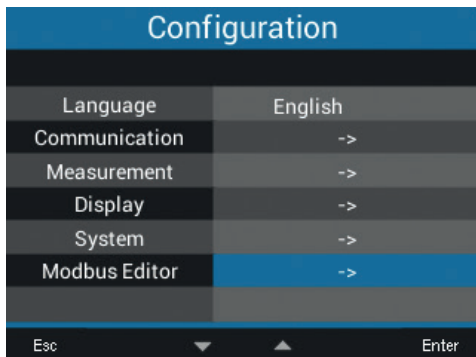 Configuration
Language English
Communication ->
Measurement ->
Display ->
System ->
Modbus Editor ->
Esc Enter